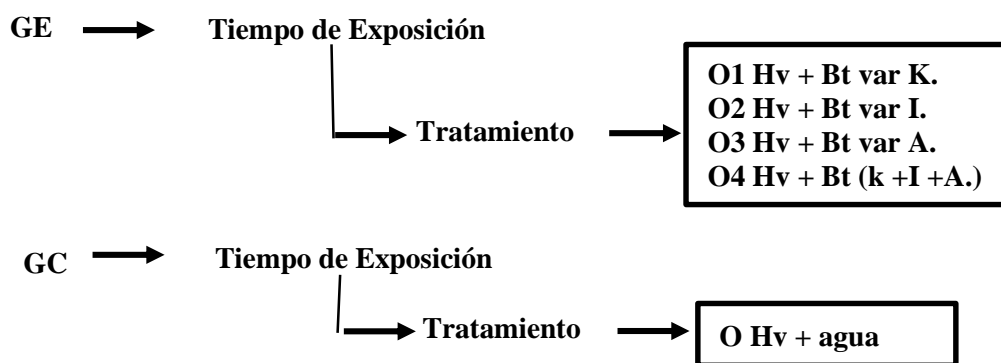 GE
Tiempo de Exposición
O1 Hv + Bt var K.
O2 Hv + Bt var I.
Tratamiento
O3 Hv + Bt var A.
O4 Hv + Bt (k +I +A.)
GC
Tiempo de Exposición
Tratamiento
O Hv + agua